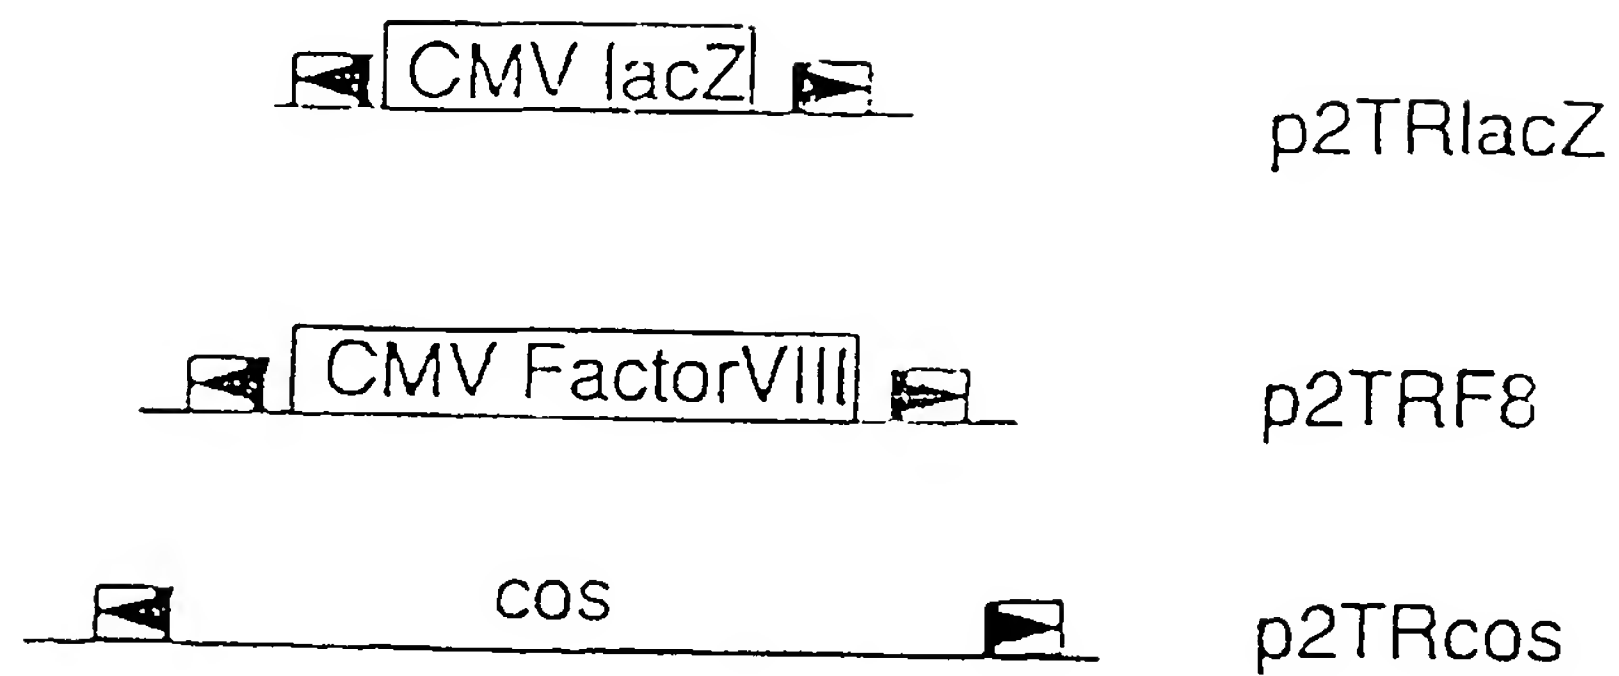 CMV lacZ
p2TRlacZ
CMV FactorVIII
p2TRF8
cos
p2TRcos